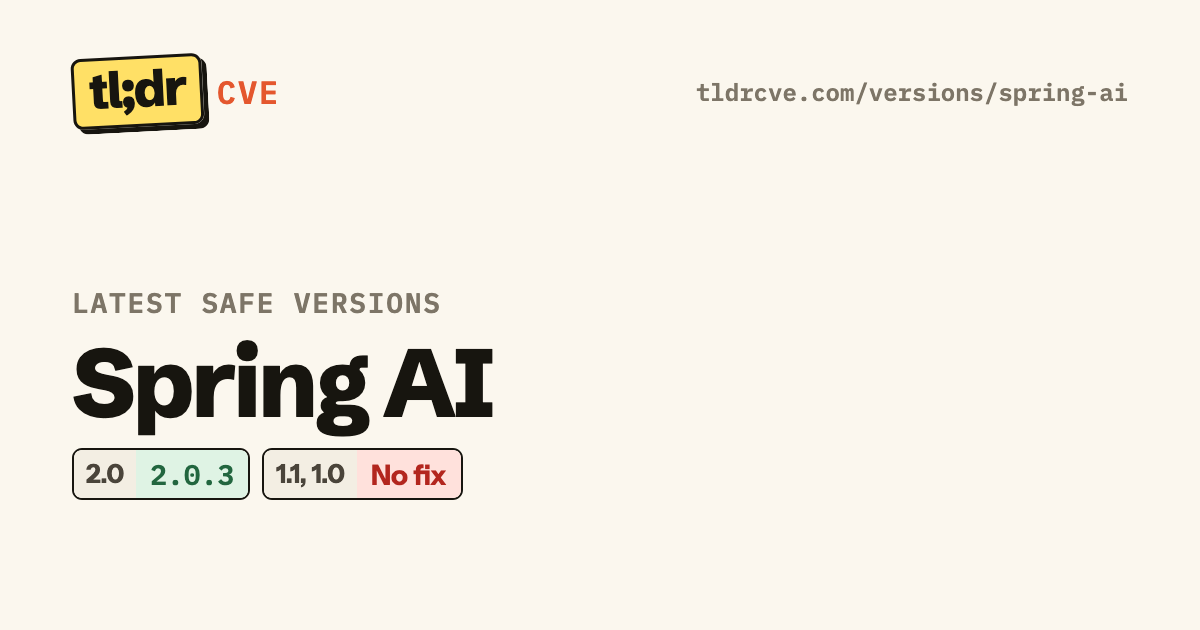 tl;dr CVE
tldrcve.com/versions/spring-ai
LATEST SAFE VERSIONS
Spring AI
2.0 2.0.3 1.1, 1.0 No fix